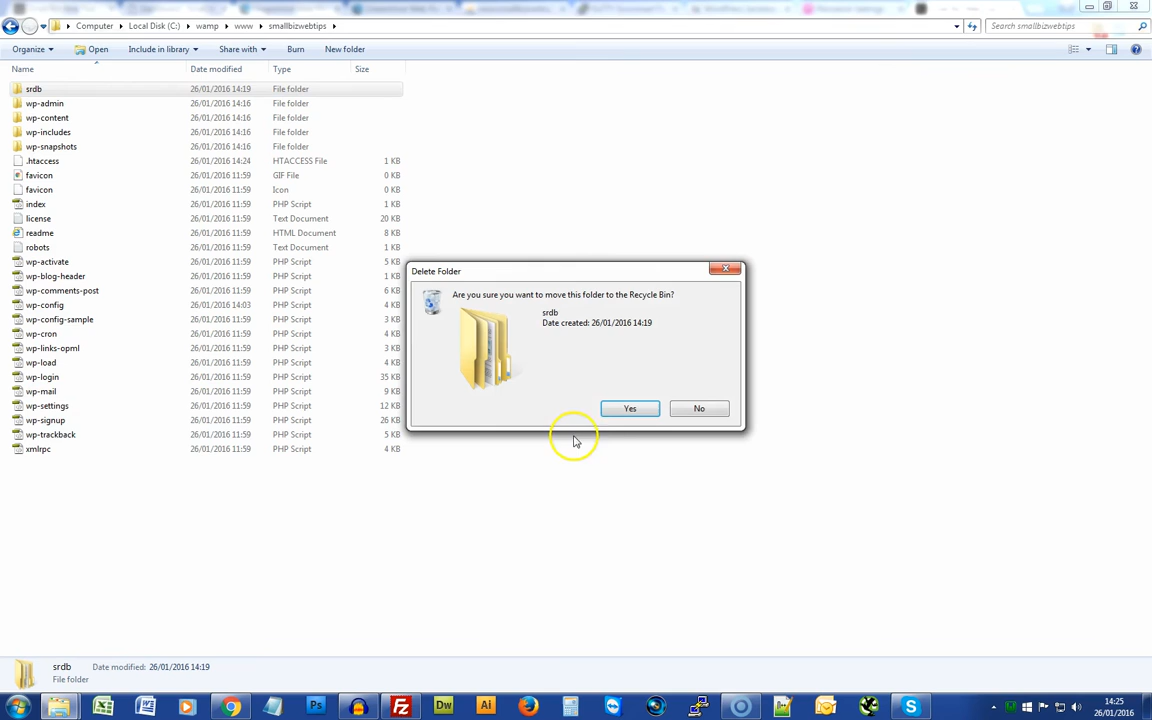 Computer Local Disk (C:) wamp www smallbizwebtips
Search smallbizwebtips
Organize Open Include in library Share with Burn New folder
Name Date modified Type Size
srdb 26/01/2016 14:19 File folder
wp-admin 26/01/2016 14:16 File folder
wp-content 26/01/2016 14:16 File folder
wp-includes 26/01/2016 14:16 File folder
wp-snapshots 26/01/2016 14:16 File folder
.htaccess 26/01/2016 14:24 HTACCESS File 1 KB
favicon 26/01/2016 11:59 GIF File 0 KB
favicon 26/01/2016 11:59 Icon 0 KB
index 26/01/2016 11:59 PHP Script 1 KB
license 26/01/2016 11:59 Text Document 20 KB
readme 26/01/2016 11:59 HTML Document 8 KB
robots 26/01/2016 11:59 Text Document 1 KB
wp-activate 26/01/2016 11:59 PHP Script 5 KB
wp-blog-header 26/01/2016 11:59 PHP Script 1 KB
wp-comments-post 26/01/2016 11:59 PHP Script 6 KB
wp-config 26/01/2016 14:03 PHP Script 4 KB
wp-config-sample 26/01/2016 11:59 PHP Script 3 KB
wp-cron 26/01/2016 11:59 PHP Script 4 KB
wp-links-opml 26/01/2016 11:59 PHP Script 3 KB
wp-load 26/01/2016 11:59 PHP Script 4 KB
wp-login 26/01/2016 11:59 PHP Script 35 KB
wp-mail 26/01/2016 11:59 PHP Script 9 KB
wp-settings 26/01/2016 11:59 PHP Script 12 KB
wp-signup 26/01/2016 11:59 PHP Script 26 KB
wp-trackback 26/01/2016 11:59 PHP Script 5 KB
xmlrpc 26/01/2016 11:59 PHP Script 4 KB
Delete Folder
Are you sure you want to move this folder to the Recycle Bin?
srdb
Date created: 26/01/2016 14:19
Yes No
srdb Date modified: 26/01/2016 14:19
File folder
Ps Fz Dw Ai
14:25
26/01/2016